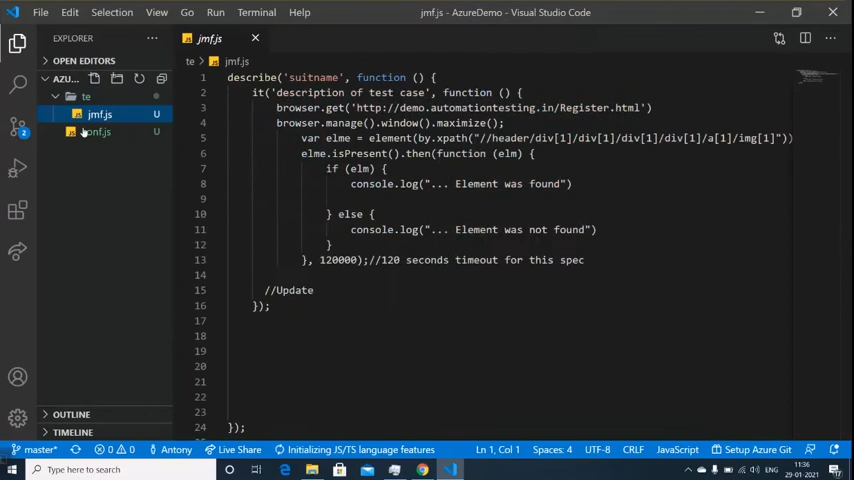 File Edit Selection View Go Run Terminal Help
jmf.js - AzureDemo - Visual Studio Code
EXPLORER
jmf.js
OPEN EDITORS
te > jmf.js
AZUR...
te
jmf.js U
conf.js U
1 describe('suitname', function () {
2 it('description of test case', function () {
3 browser.get('http://demo.automationtesting.in/Register.html')
4 browser.manage().window().maximize();
5 var elme = element(by.xpath("//header/div[1]/div[1]/div[1]/div[1]/a[1]/img[1]"))
6 elme.isPresent().then(function (elm) {
7 if (elm) {
8 console.log("... Element was found")
9
10 } else {
11 console.log("... Element was not found")
12 }
13 }, 120000);//120 seconds timeout for this spec
14
15 //Update
16 });
17
18
19
20
21
22
23
24 });
OUTLINE
TIMELINE
2
master* 0 0 Antony Live Share Initializing JS/TS language features Ln 1, Col 1 Spaces: 4 UTF-8 CRLF JavaScript Setup Azure Git
Type here to search
ENG
11:36
29-01-2021